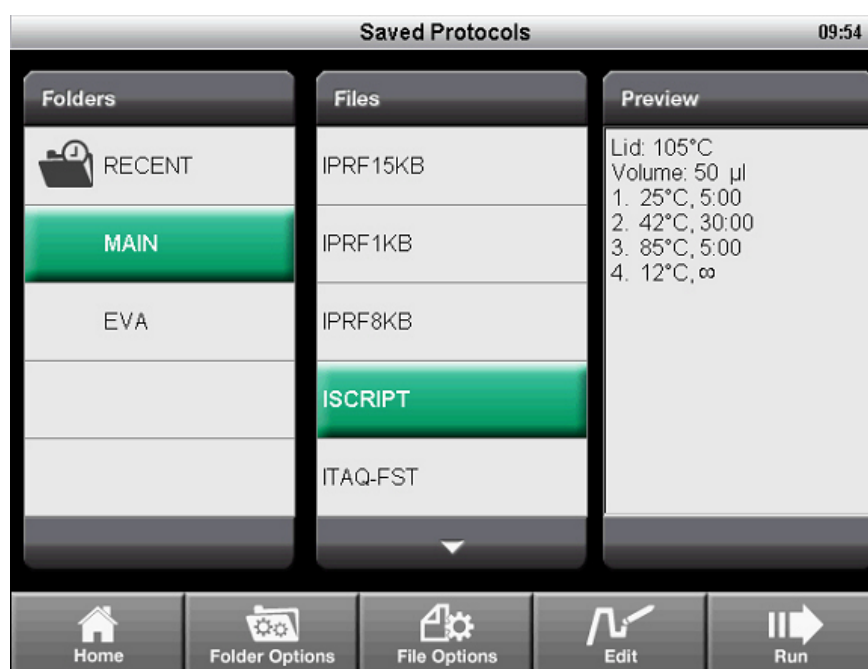 Saved Protocols 09:54
Folders
RECENT
MAIN
EVA
Files
IPRF15KB
IPRF1KB
IPRF8KB
ISCRIPT
ITAQ-FST
Preview
Lid: 105°C
Volume: 50 µl
1. 25°C, 5:00
2. 42°C, 30:00
3. 85°C, 5:00
4. 12°C, ∞
Home
Folder Options
File Options
Edit
Run